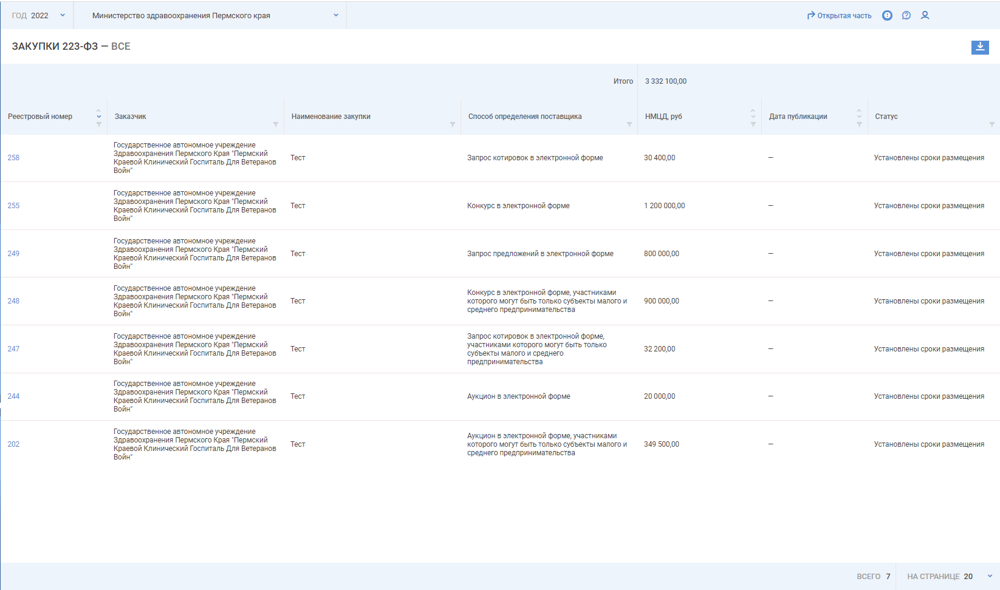 ГОД 2022 Министерство здравоохранения Пермского края Открытая часть
ЗАКУПКИ 223-ФЗ — ВСЕ
Итого 3 332 100,00
Реестровый номер Заказчик Наименование закупки Способ определения поставщика НМЦД, руб Дата публикации Статус
258
Государственное автономное учреждение
Здравоохранения Пермского Края "Пермский
Краевой Клинический Госпиталь Для Ветеранов
Войн"
Тест
Запрос котировок в электронной форме
30 400,00
—
Установлены сроки размещения
255
Государственное автономное учреждение
Здравоохранения Пермского Края "Пермский
Краевой Клинический Госпиталь Для Ветеранов
Войн"
Тест
Конкурс в электронной форме
1 200 000,00
—
Установлены сроки размещения
249
Государственное автономное учреждение
Здравоохранения Пермского Края "Пермский
Краевой Клинический Госпиталь Для Ветеранов
Войн"
Тест
Запрос предложений в электронной форме
800 000,00
—
Установлены сроки размещения
248
Государственное автономное учреждение
Здравоохранения Пермского Края "Пермский
Краевой Клинический Госпиталь Для Ветеранов
Войн"
Тест
Конкурс в электронной форме, участниками
которого могут быть только субъекты малого и
среднего предпринимательства
900 000,00
—
Установлены сроки размещения
247
Государственное автономное учреждение
Здравоохранения Пермского Края "Пермский
Краевой Клинический Госпиталь Для Ветеранов
Войн"
Тест
Запрос котировок в электронной форме,
участниками которого могут быть только
субъекты малого и среднего
предпринимательства
32 200,00
—
Установлены сроки размещения
244
Государственное автономное учреждение
Здравоохранения Пермского Края "Пермский
Краевой Клинический Госпиталь Для Ветеранов
Войн"
Тест
Аукцион в электронной форме
20 000,00
—
Установлены сроки размещения
202
Государственное автономное учреждение
Здравоохранения Пермского Края "Пермский
Краевой Клинический Госпиталь Для Ветеранов
Войн"
Тест
Аукцион в электронной форме, участниками
которого могут быть только субъекты малого и
среднего предпринимательства
349 500,00
—
Установлены сроки размещения
ВСЕГО 7 НА СТРАНИЦЕ 20